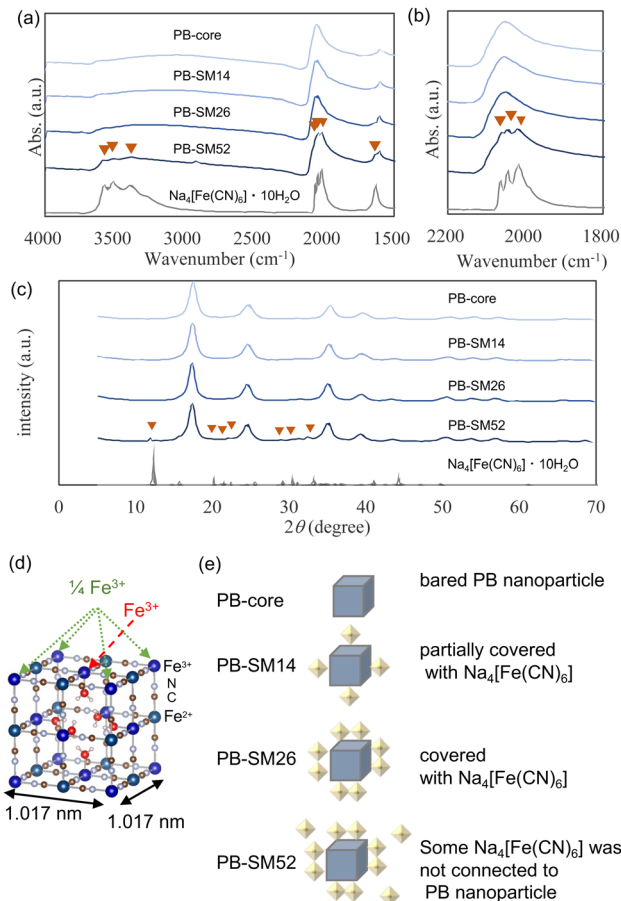 (a)
PB-core
PB-SM14
PB-SM26
PB-SM52
Na₄[Fe(CN)₆]・10H₂O
Abs. (a.u.)
4000 3500 3000 2500 2000 1500
Wavenumber (cm⁻¹)
(b)
Abs. (a.u.)
2200 2000 1800
Wavenumber (cm⁻¹)
(c)
PB-core
PB-SM14
PB-SM26
PB-SM52
Na₄[Fe(CN)₆]・10H₂O
intensity (a.u.)
0 10 20 30 40 50 60 70
2θ (degree)
(d)
¼ Fe³⁺
Fe³⁺
Fe³⁺
N
C
Fe²⁺
1.017 nm
1.017 nm
(e)
PB-core
bared PB nanoparticle
PB-SM14
partially covered
with Na₄[Fe(CN)₆]
PB-SM26
covered
with Na₄[Fe(CN)₆]
PB-SM52
Some Na₄[Fe(CN)₆] was
not connected to
PB nanoparticle